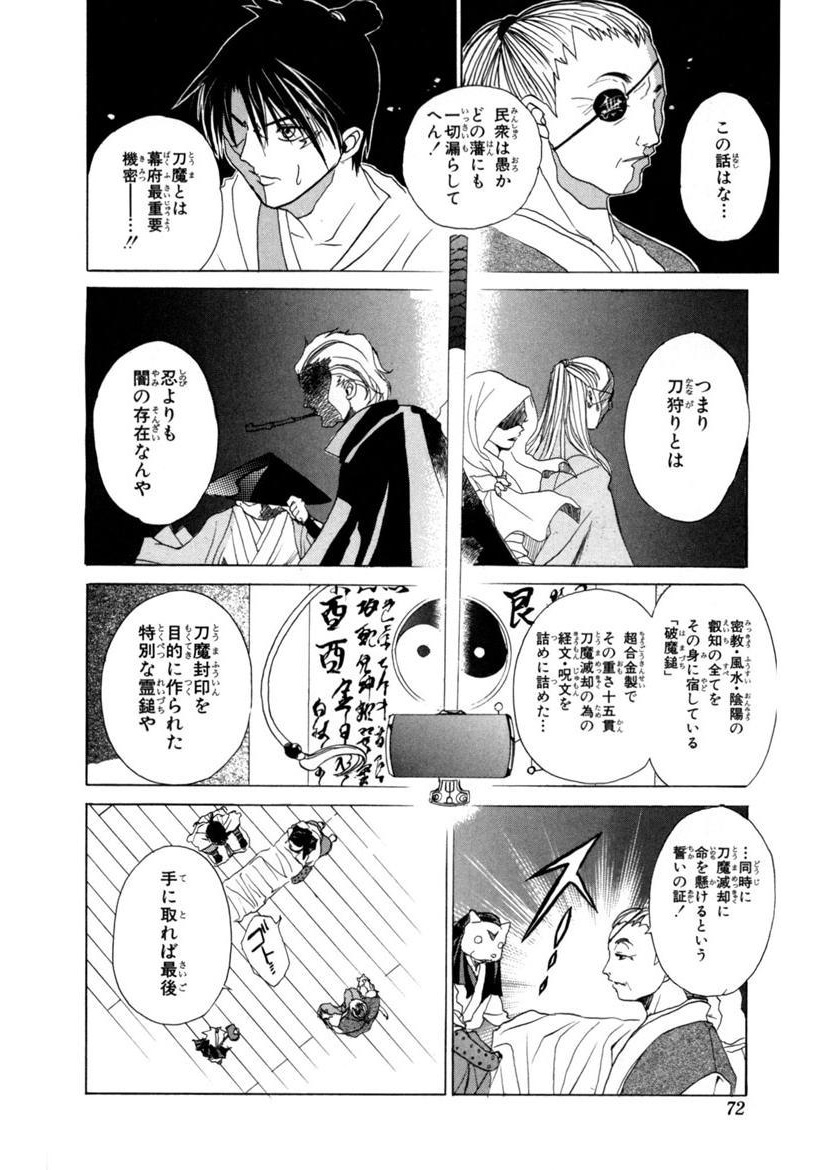 この話はな…
民衆は愚か
どの藩にも
一切漏らして
へん！
刀魔とは
幕府最重要
機密――…!!
つまり
刀狩りとは
忍よりも
闇の存在なんや
密教・風水・陰陽の
叡知の全てを
その身に宿している
「破魔鎚」
超合金製で
その重さ十五貫
刀魔滅却の為の
経文・呪文を
詰めに詰めた…
刀魔封印を
目的に作られた
特別な霊鎚や
…同時に
刀魔滅却に
命を懸けるという
誓いの証！
ゴトン
手に取れば最後
72